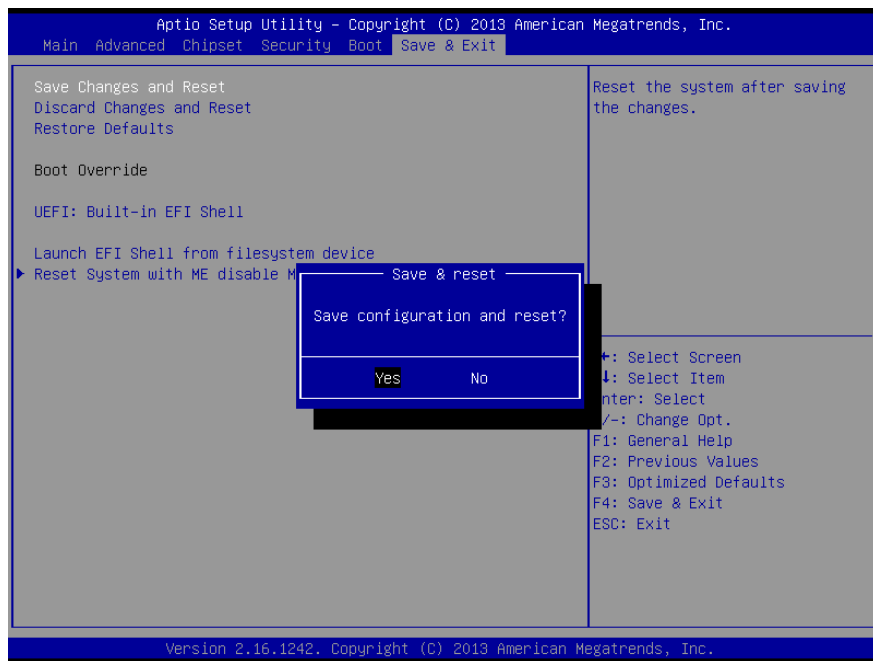 Aptio Setup Utility – Copyright (C) 2013 American Megatrends, Inc.
Main Advanced Chipset Security Boot Save & Exit
Save Changes and Reset
Discard Changes and Reset
Restore Defaults
Boot Override
UEFI: Built-in EFI Shell
Launch EFI Shell from filesystem device
Reset System with ME disable M
Reset the system after saving
the changes.
Save & reset
Save configuration and reset?
Yes No
: Select Screen
: Select Item
nter: Select
/-: Change Opt.
F1: General Help
F2: Previous Values
F3: Optimized Defaults
F4: Save & Exit
ESC: Exit
Version 2.16.1242. Copyright (C) 2013 American Megatrends, Inc.